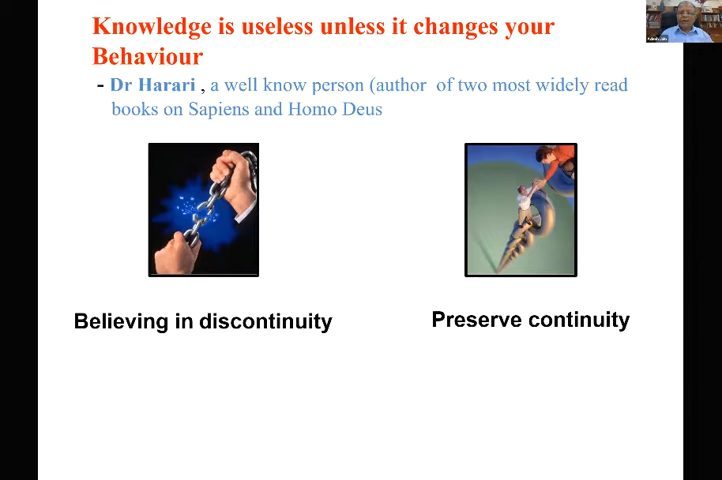 Knowledge is useless unless it changes your
Behaviour
- Dr Harari , a well know person (author of two most widely read
books on Sapiens and Homo Deus
Believing in discontinuity
Preserve continuity